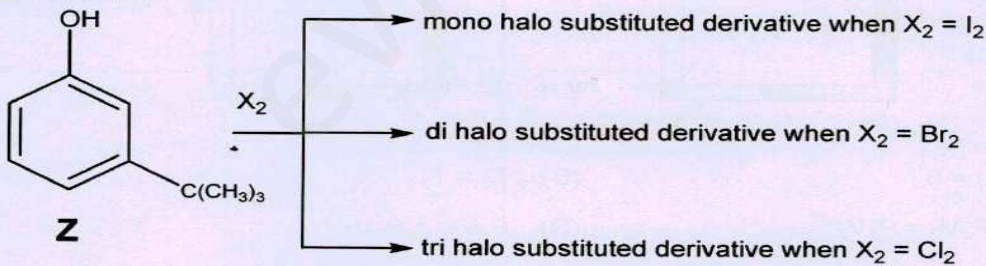 OH
mono halo substituted derivative when X₂ = I₂
X₂
di halo substituted derivative when X₂ = Br₂
C(CH₃)₃
Z
tri halo substituted derivative when X₂ = Cl₂